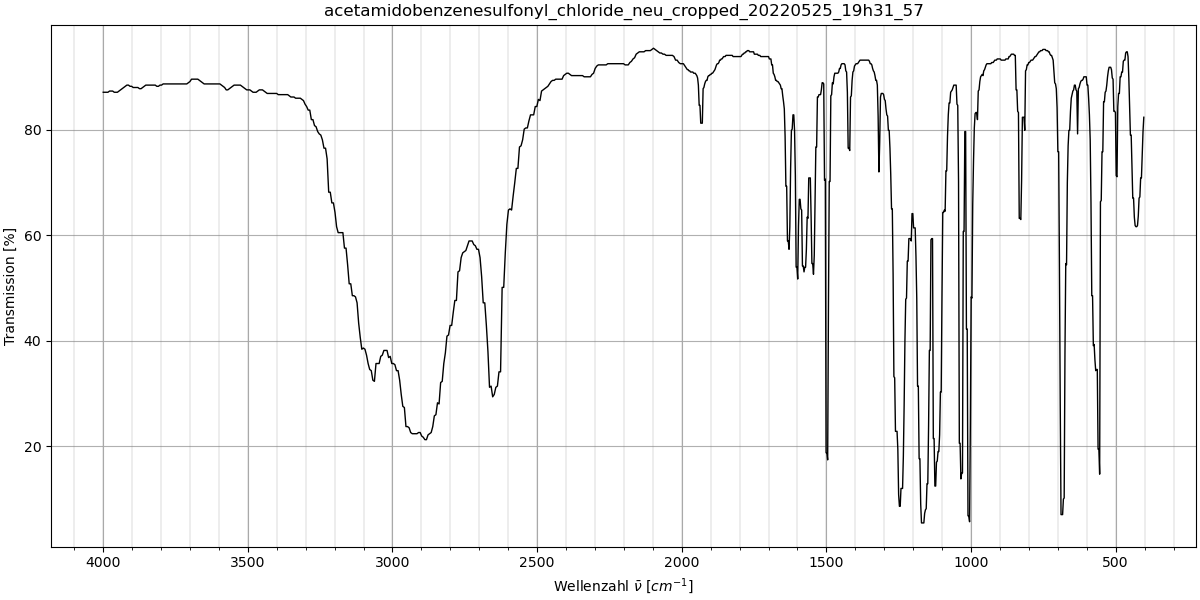 acetamidobenzenesulfonyl_chloride_neu_cropped_20220525_19h31_57
80
60
40
20
Transmission [%]
4000 3500 3000 2500 2000 1500 1000 500
Wellenzahl ν̄ [cm⁻¹]